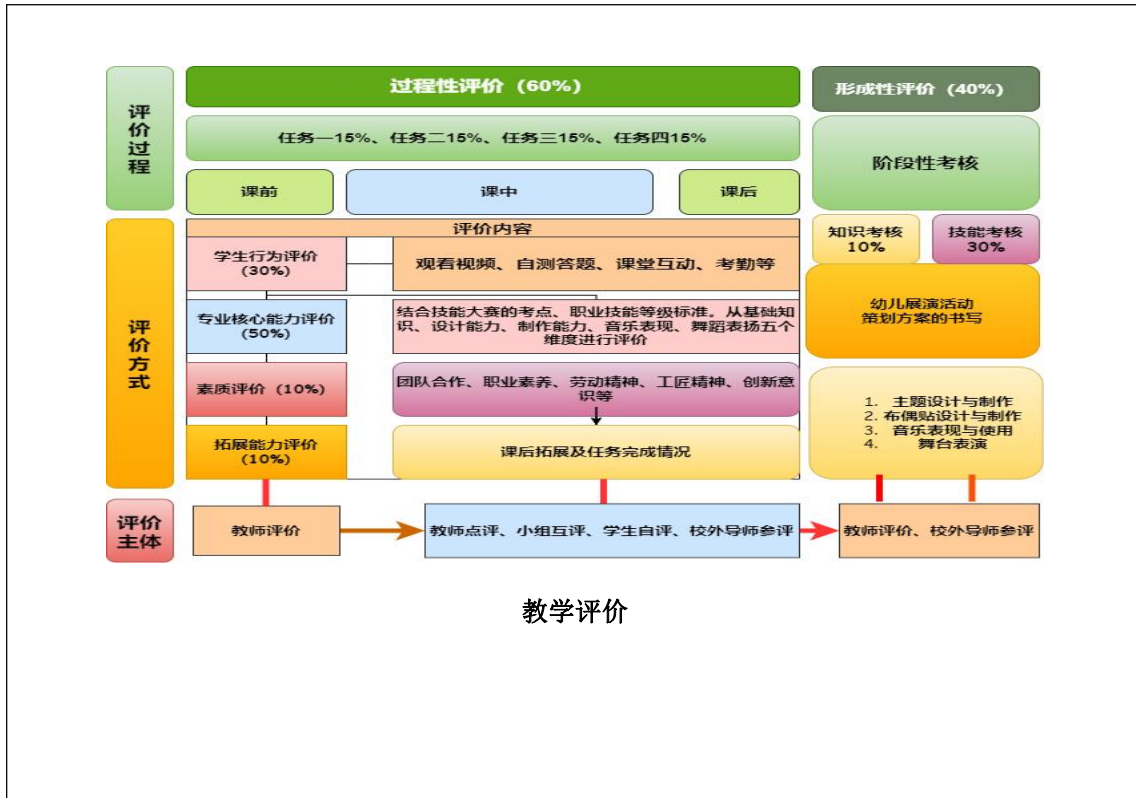 评价过程
过程性评价（60%）
形成性评价（40%）
任务一15%、任务二15%、任务三15%、任务四15%
阶段性考核
课前
课中
课后
评价方式
评价内容
学生行为评价
（30%）
观看视频、自测答题、课堂互动、考勤等
专业核心能力评价
（50%）
结合技能大赛的考点、职业技能等级标准。从基础知
识、设计能力、制作能力、音乐表现、舞蹈表扬五个
维度进行评价
素质评价（10%）
团队合作、职业素养、劳动精神、工匠精神、创新意
识等
拓展能力评价
（10%）
课后拓展及任务完成情况
知识考核
10%
技能考核
30%
幼儿展演活动
策划方案的书写
1. 主题设计与制作
2. 布偶贴设计与制作
3. 音乐表现与使用
4. 舞台表演
评价
主体
教师评价
教师点评、小组互评、学生自评、校外导师参评
教师评价、校外导师参评
教学评价